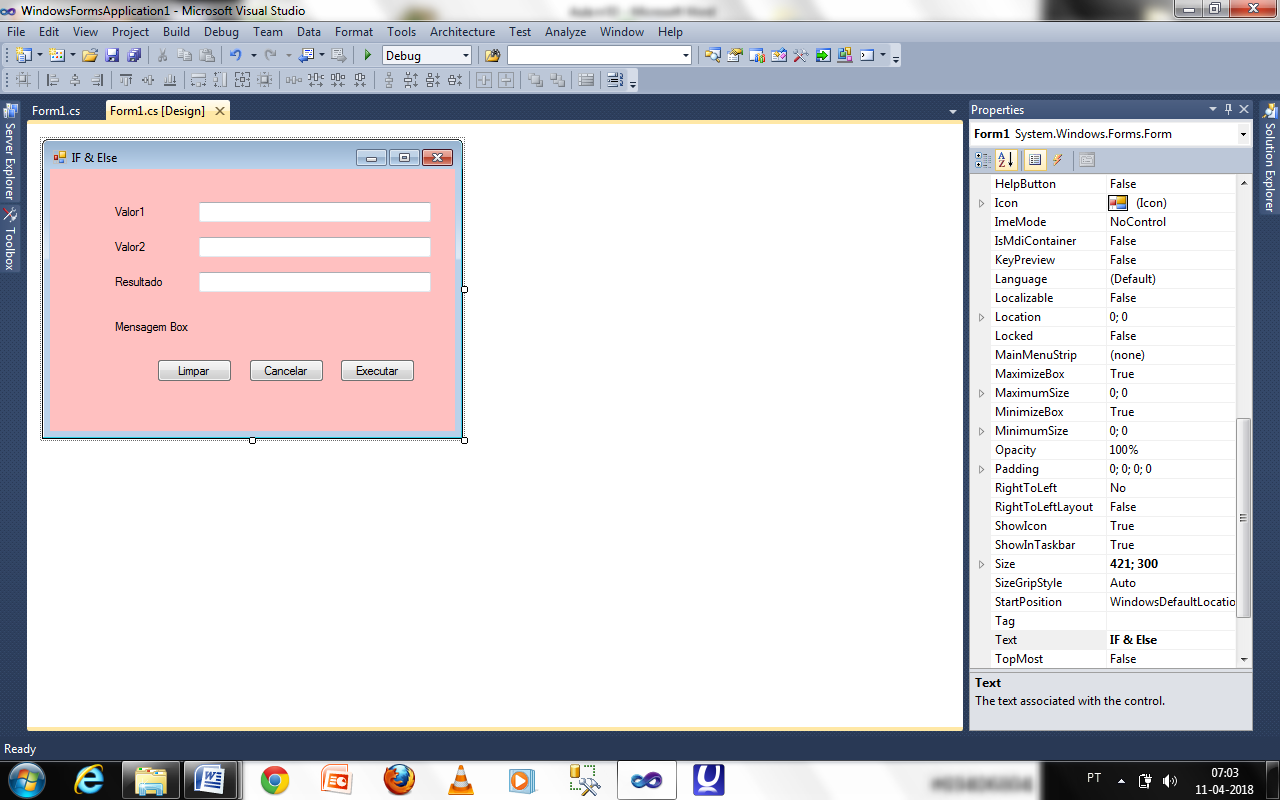 WindowsFormsApplication1 - Microsoft Visual Studio
File Edit View Project Build Debug Team Data Format Tools Architecture Test Analyze Window Help
Debug
Form1.cs
Form1.cs [Design]
Server Explorer
Toolbox
IF & Else
Valor1
Valor2
Resultado
Mensagem Box
Limpar Cancelar Executar
Properties
Form1 System.Windows.Forms.Form
HelpButton False
Icon (Icon)
ImeMode NoControl
IsMdiContainer False
KeyPreview False
Language (Default)
Localizable False
Location 0; 0
Locked False
MainMenuStrip (none)
MaximizeBox True
MaximumSize 0; 0
MinimizeBox True
MinimumSize 0; 0
Opacity 100%
Padding 0; 0; 0; 0
RightToLeft No
RightToLeftLayout False
ShowIcon True
ShowInTaskbar True
Size 421; 300
SizeGripStyle Auto
StartPosition WindowsDefaultLocatio
Tag
Text IF & Else
TopMost False
Text
The text associated with the control.
Solution Explorer
Ready
PT
07:03
11-04-2018